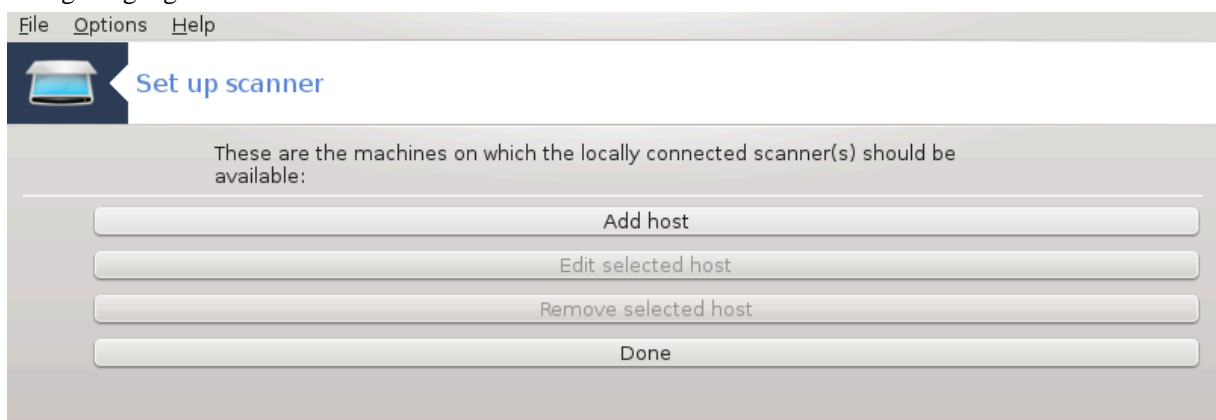 File Options Help
Set up scanner
These are the machines on which the locally connected scanner(s) should be
available:
Add host
Edit selected host
Remove selected host
Done